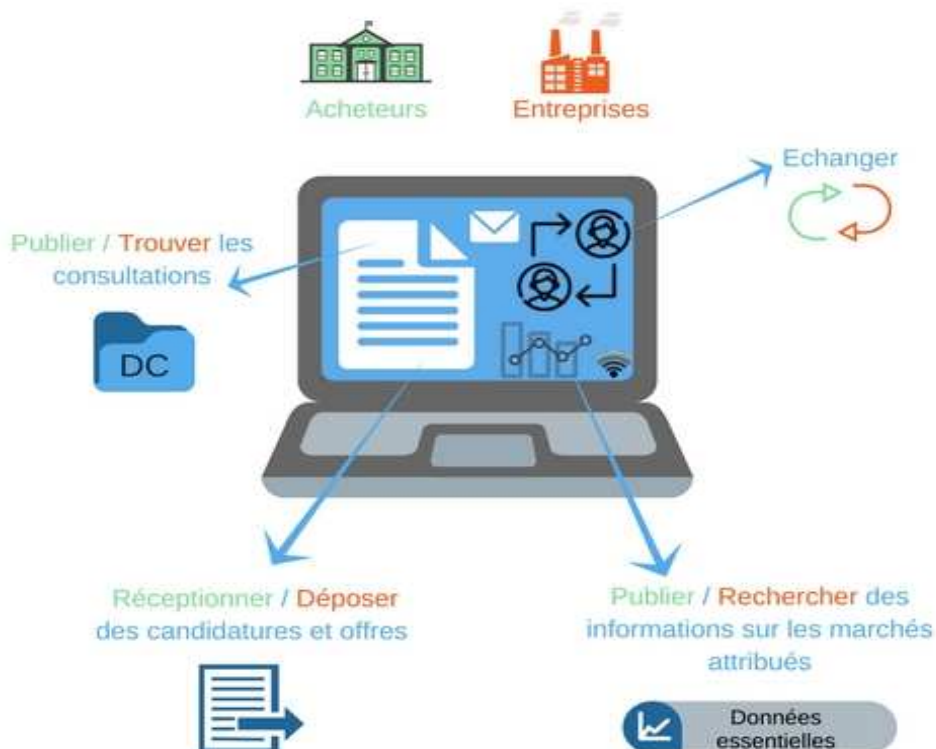 Acheteurs
Entreprises
Echanger
Publier / Trouver les
consultations
DC
Réceptionner / Déposer
des candidatures et offres
Publier / Rechercher des
informations sur les marchés
attribués
Données
essentielles